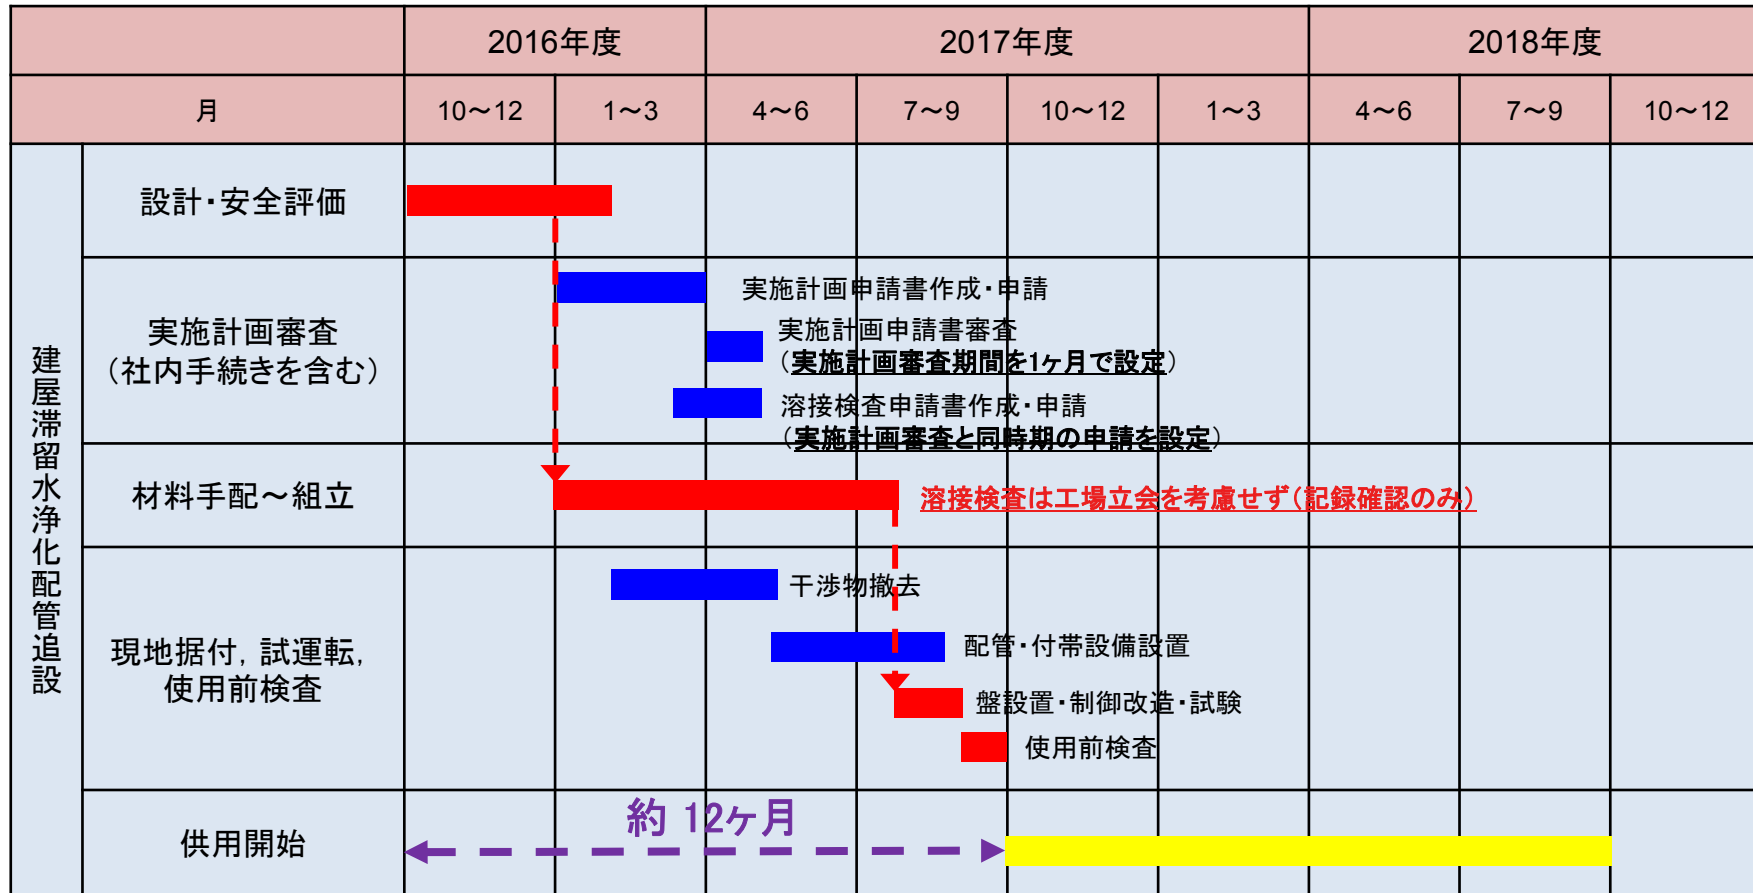 2016年度 2017年度 2018年度
月 10～12 1～3 4～6 7～9 10～12 1～3 4～6 7～9 10～12
建屋滞留水浄化配管追設
設計・安全評価
実施計画審査
（社内手続きを含む）
実施計画申請書作成・申請
実施計画申請書審査
（実施計画審査期間を1ヶ月で設定）
溶接検査申請書作成・申請
（実施計画審査と同時期の申請を設定）
材料手配～組立
溶接検査は工場立会を考慮せず（記録確認のみ）
現地据付，試運転，
使用前検査
干渉物撤去
配管・付帯設備設置
盤設置・制御改造・試験
使用前検査
供用開始
約 12ヶ月